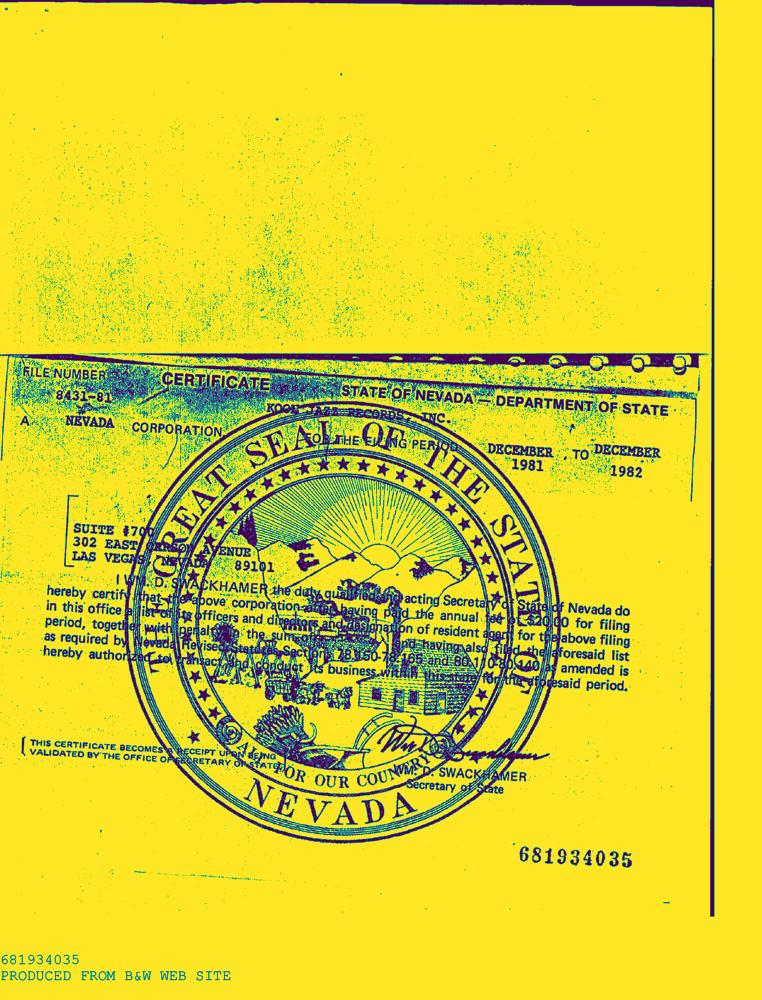 FILE NUMBER
8431-81
CERTIFICATE
STATE OF NEVADA — DEPARTMENT OF STATE
KOOL JAZZ RECORDS, INC.
A NEVADA CORPORATION
FOR THE FILING PERIOD
DECEMBER TO DECEMBER
1981 1982
SUITE #700
302 EAST CARSON AVENUE
LAS VEGAS, NEVADA 89101
I WM. D. SWACKHAMER the duly qualified and acting Secretary of State of Nevada do
hereby certify that the above corporation after having paid the annual fee of $20.00 for filing
in this office a list of its officers and directors and designation of resident agent for the above filing
period, together with penalty in the sum of and having also filed the aforesaid list
as required by Nevada Revised Statutes, Section 78.150-78.165 and 80.110-80.140 as amended is
hereby authorized to transact and conduct its business within this state for the aforesaid period.
THE GREAT SEAL OF THE STATE OF
NEVADA
ALL FOR OUR COUNTRY
THIS CERTIFICATE BECOMES A RECEIPT UPON BEING
VALIDATED BY THE OFFICE OF SECRETARY OF STATE
WM. D. SWACKHAMER
Secretary of State
681934035
681934035
PRODUCED FROM B&W WEB SITE